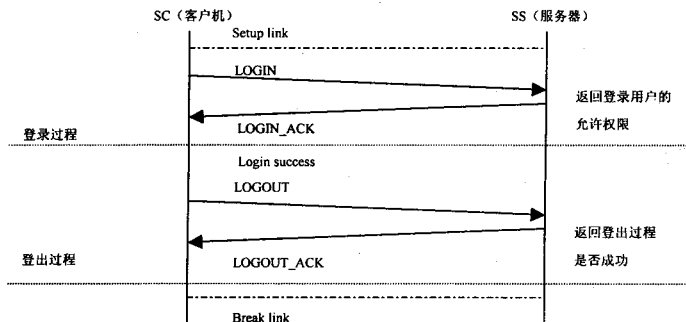 SC（客户机） SS（服务器）
Setup link
LOGIN
返回登录用户的
允许权限
LOGIN_ACK
登录过程
Login success
LOGOUT
返回登出过程
是否成功
登出过程
LOGOUT_ACK
Break link